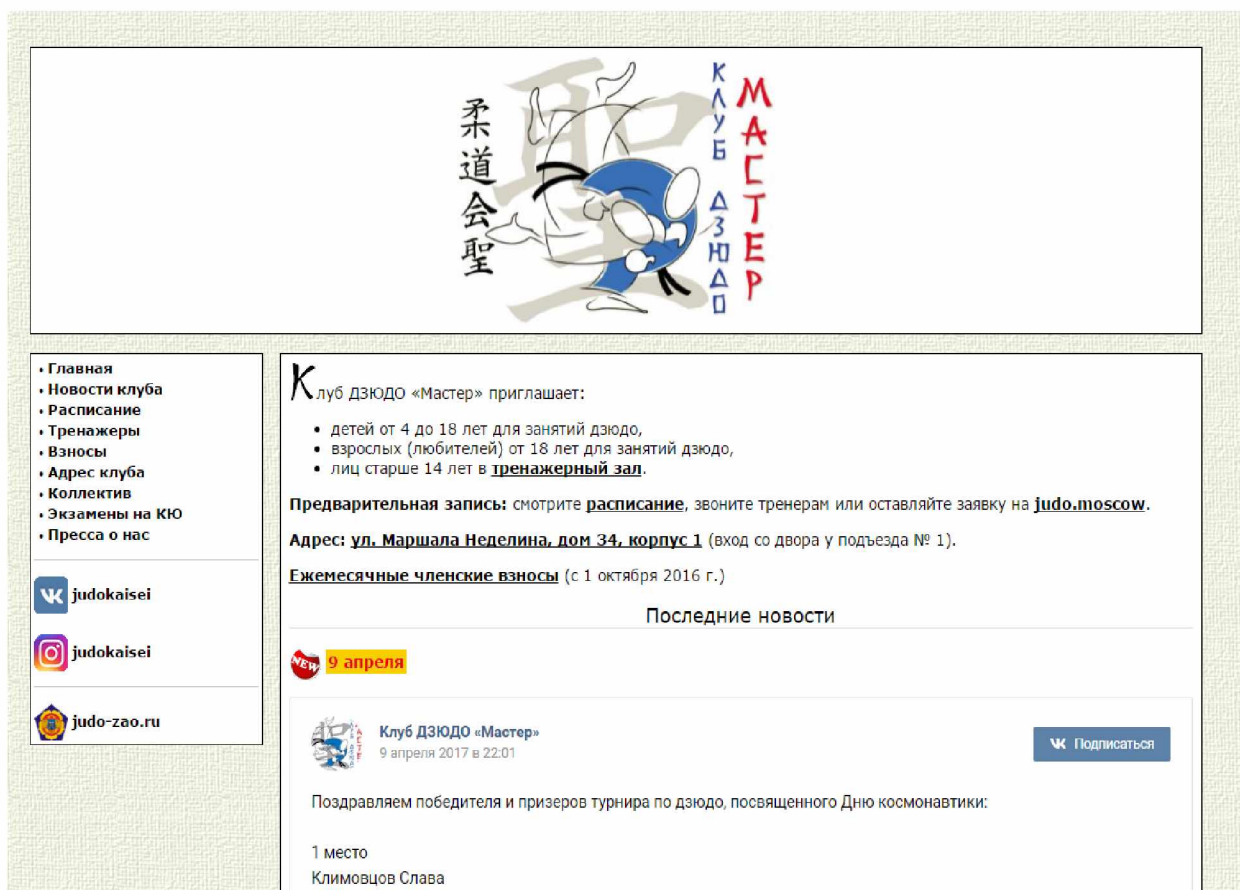 柔道会聖
КЛУБ ДЗЮДО
МАСТЕР
Главная
Новости клуба
Расписание
Тренажеры
Взносы
Адрес клуба
Коллектив
Экзамены на КЮ
Пресса о нас
judokaisei
judokaisei
judo-zao.ru
Клуб ДЗЮДО «Мастер» приглашает:
детей от 4 до 18 лет для занятий дзюдо,
взрослых (любителей) от 18 лет для занятий дзюдо,
лиц старше 14 лет в тренажерный зал.
Предварительная запись: смотрите расписание, звоните тренерам или оставляйте заявку на judo.moscow.
Адрес: ул. Маршала Неделина, дом 34, корпус 1 (вход со двора у подъезда № 1).
Ежемесячные членские взносы (с 1 октября 2016 г.)
Последние новости
NEW 9 апреля
Клуб ДЗЮДО «Мастер»
9 апреля 2017 в 22:01
Подписаться
Поздравляем победителя и призеров турнира по дзюдо, посвященного Дню космонавтики:
1 место
Климовцов Слава